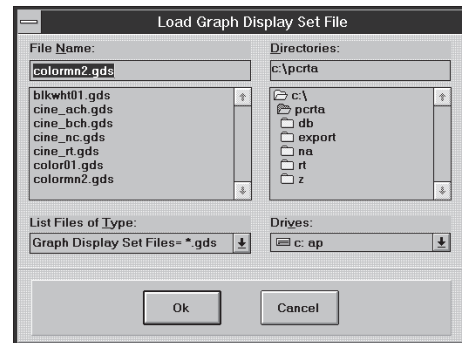 Load Graph Display Set File
File Name:
colormn2.gds
blkwht01.gds
cine_ach.gds
cine_bch.gds
cine_nc.gds
cine_rt.gds
color01.gds
colormn2.gds
List Files of Type:
Graph Display Set Files= *.gds
Directories:
c:\pcrta
c:\
pcrta
db
export
na
rt
z
Drives:
c: ap
Ok
Cancel